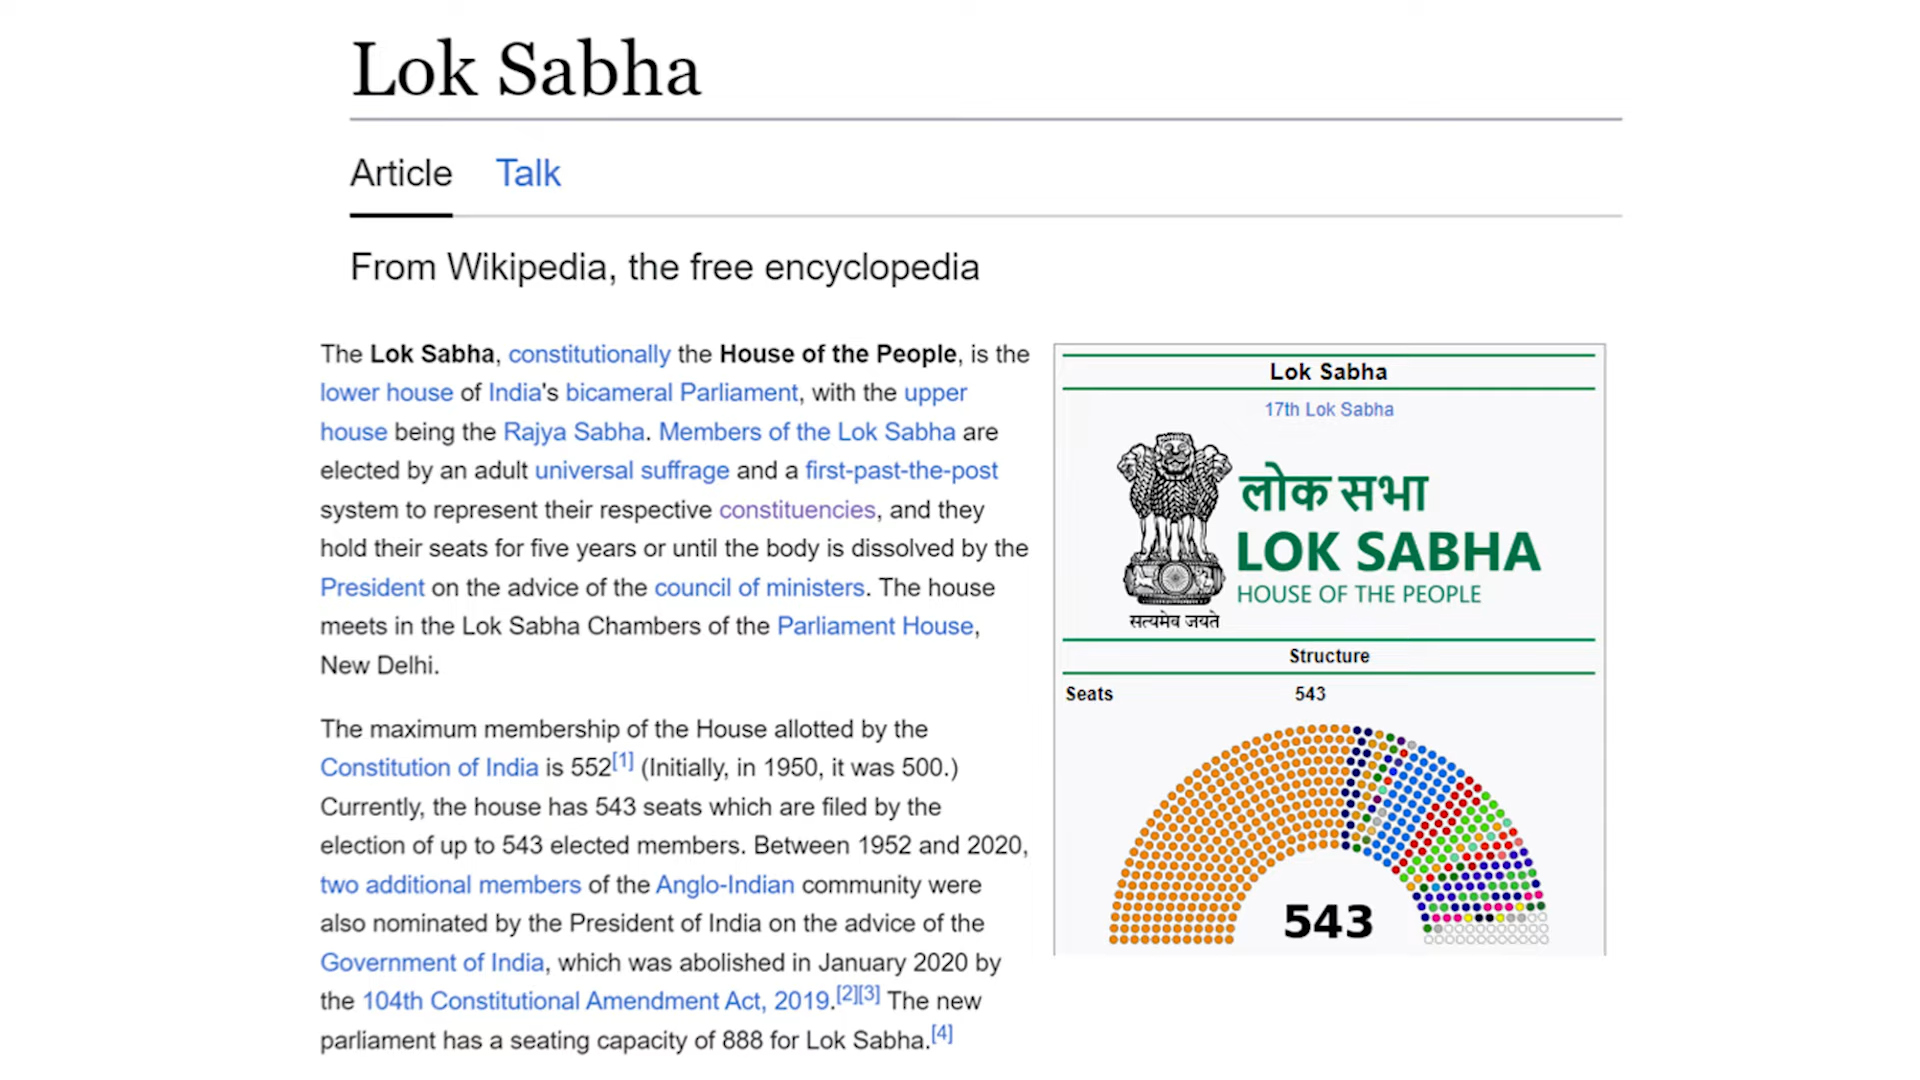 Lok Sabha
Article Talk
From Wikipedia, the free encyclopedia
The Lok Sabha, constitutionally the House of the People, is the
lower house of India's bicameral Parliament, with the upper
house being the Rajya Sabha. Members of the Lok Sabha are
elected by an adult universal suffrage and a first-past-the-post
system to represent their respective constituencies, and they
hold their seats for five years or until the body is dissolved by the
President on the advice of the council of ministers. The house
meets in the Lok Sabha Chambers of the Parliament House,
New Delhi.
The maximum membership of the House allotted by the
Constitution of India is 552[1] (Initially, in 1950, it was 500.)
Currently, the house has 543 seats which are filed by the
election of up to 543 elected members. Between 1952 and 2020,
two additional members of the Anglo-Indian community were
also nominated by the President of India on the advice of the
Government of India, which was abolished in January 2020 by
the 104th Constitutional Amendment Act, 2019.[2][3] The new
parliament has a seating capacity of 888 for Lok Sabha.[4]
Lok Sabha
17th Lok Sabha
लोक सभा
LOK SABHA
HOUSE OF THE PEOPLE
सत्यमेव जयते
Structure
Seats 543
543